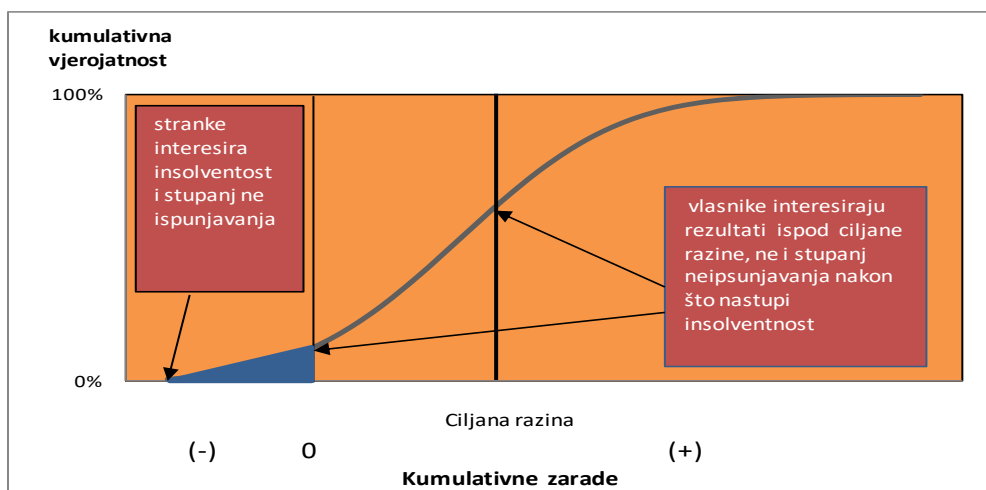 kumulativna
vjerojatnost
100%
stranke
interesira
insolventost
i stupanj ne
ispunjavanja
vlasnike interesiraju
rezultati ispod ciljane
razine, ne i stupanj
neipsunjavanja nakon
što nastupi
insolventnost
0%
Ciljana razina
(-) 0 (+)
Kumulativne zarade